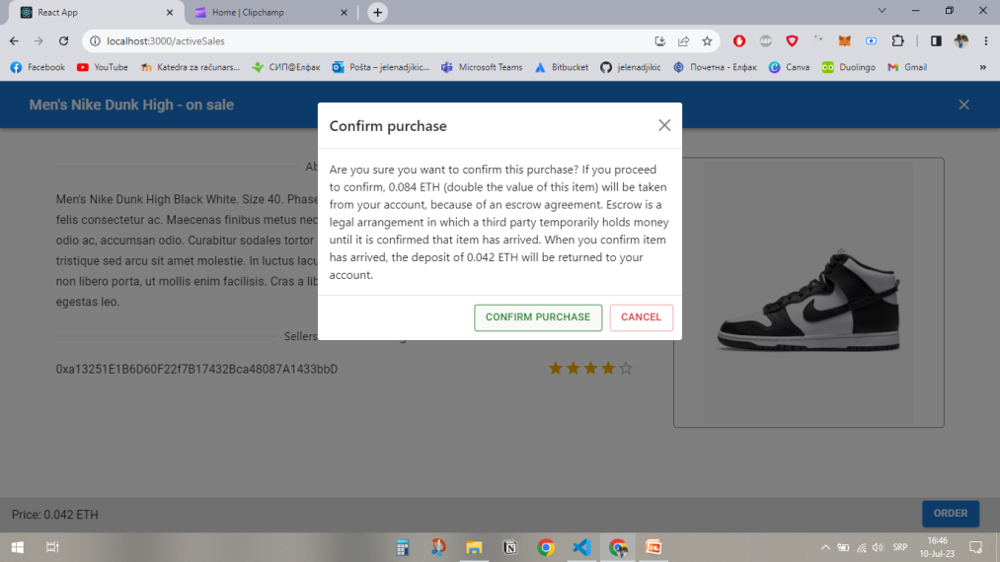 React App
Home | Clipchamp
localhost:3000/activeSales
Facebook
YouTube
Katedra za računars...
СИП@Елфак
Pošta – jelenadjikic...
Microsoft Teams
Bitbucket
jelenadjikic
Почетна - Елфак
Canva
Duolingo
Gmail
»
Men's Nike Dunk High - on sale
Confirm purchase
Are you sure you want to confirm this purchase? If you proceed
to confirm, 0.084 ETH (double the value of this item) will be taken
from your account, because of an escrow agreement. Escrow is a
legal arrangement in which a third party temporarily holds money
until it is confirmed that item has arrived. When you confirm item
has arrived, the deposit of 0.042 ETH will be returned to your
account.
CONFIRM PURCHASE
CANCEL
Men's Nike Dunk High Black White. Size 40.
felis consectetur ac. Maecenas finibus metus
odio ac, accumsan odio. Curabitur sodales tortor
tristique sed arcu sit amet molestie. In luctus
non libero porta, ut mollis enim facilisis. Cras a
egestas leo.
Sellers
0xa13251E1B6D60F22f7B17432Bca48087A1433bbD
Price: 0.042 ETH
ORDER
SRP
16:46
10-Jul-23